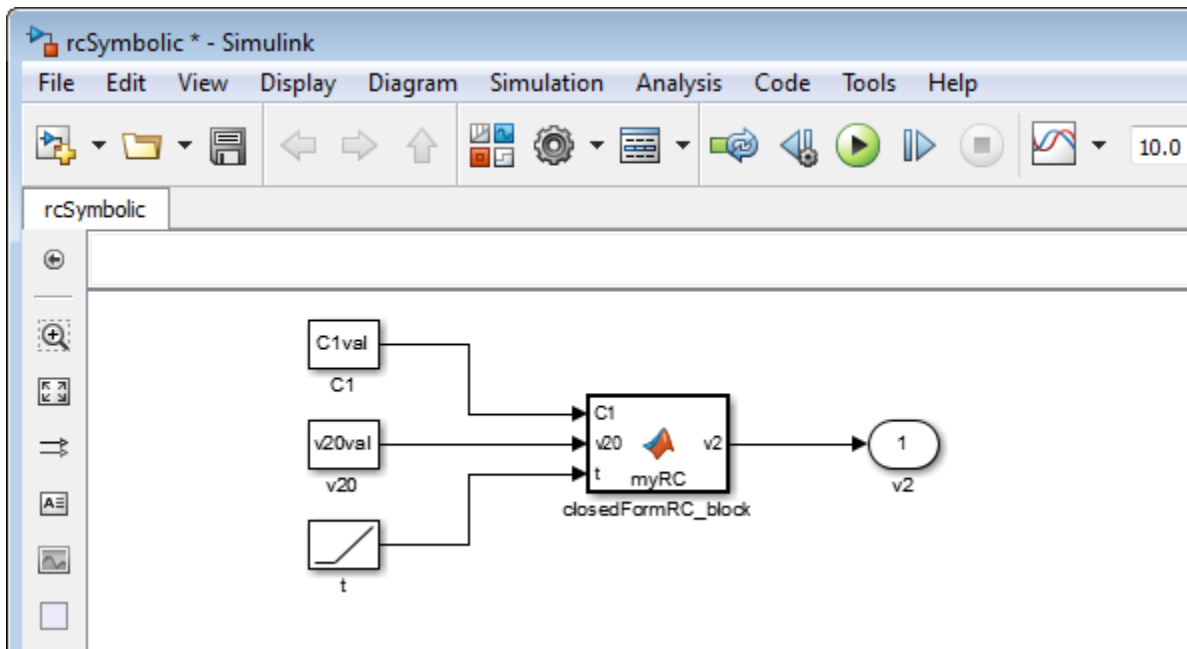 rcSymbolic * - Simulink
File Edit View Display Diagram Simulation Analysis Code Tools Help
10.0
rcSymbolic
C1val
C1
v20val
v20
t
C1
v20
t
v2
myRC
closedFormRC_block
1
v2